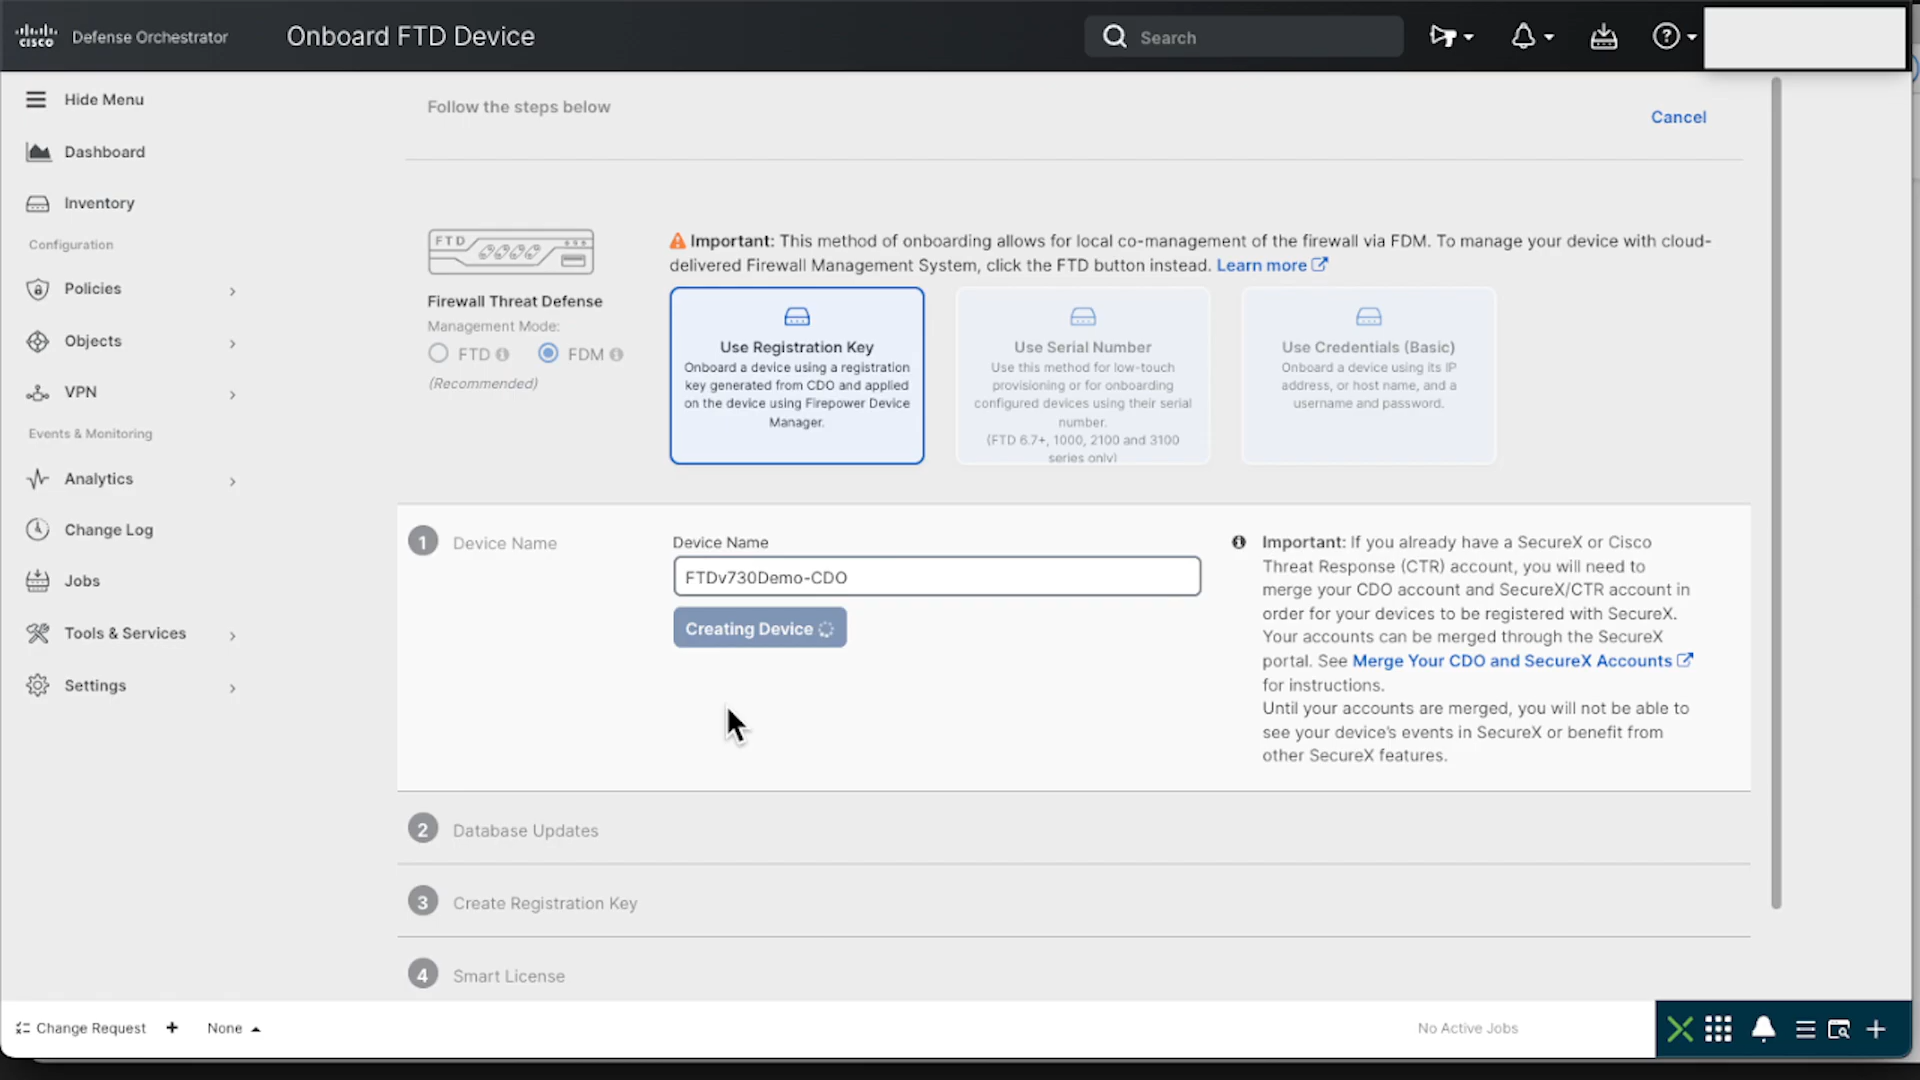 CISCO Defense Orchestrator
Onboard FTD Device
Search
?
Hide Menu
Dashboard
Inventory
Configuration
Policies
Objects
VPN
Events & Monitoring
Analytics
Change Log
Jobs
Tools & Services
Settings
Follow the steps below
Cancel
FTD
Firewall Threat Defense
Management Mode:
FTD
FDM
(Recommended)
Important: This method of onboarding allows for local co-management of the firewall via FDM. To manage your device with cloud-
delivered Firewall Management System, click the FTD button instead. Learn more
Use Registration Key
Onboard a device using a registration
key generated from CDO and applied
on the device using Firepower Device
Manager.
Use Serial Number
Use this method for low-touch
provisioning or for onboarding
configured devices using their serial
number.
(FTD 6.7+, 1000, 2100 and 3100
series only)
Use Credentials (Basic)
Onboard a device using its IP
address, or host name, and a
username and password.
1 Device Name
Device Name
FTDv730Demo-CDO
Creating Device
Important: If you already have a SecureX or Cisco
Threat Response (CTR) account, you will need to
merge your CDO account and SecureX/CTR account in
order for your devices to be registered with SecureX.
Your accounts can be merged through the SecureX
portal. See Merge Your CDO and SecureX Accounts
for instructions.
Until your accounts are merged, you will not be able to
see your device's events in SecureX or benefit from
other SecureX features.
2 Database Updates
3 Create Registration Key
4 Smart License
Change Request + None
No Active Jobs